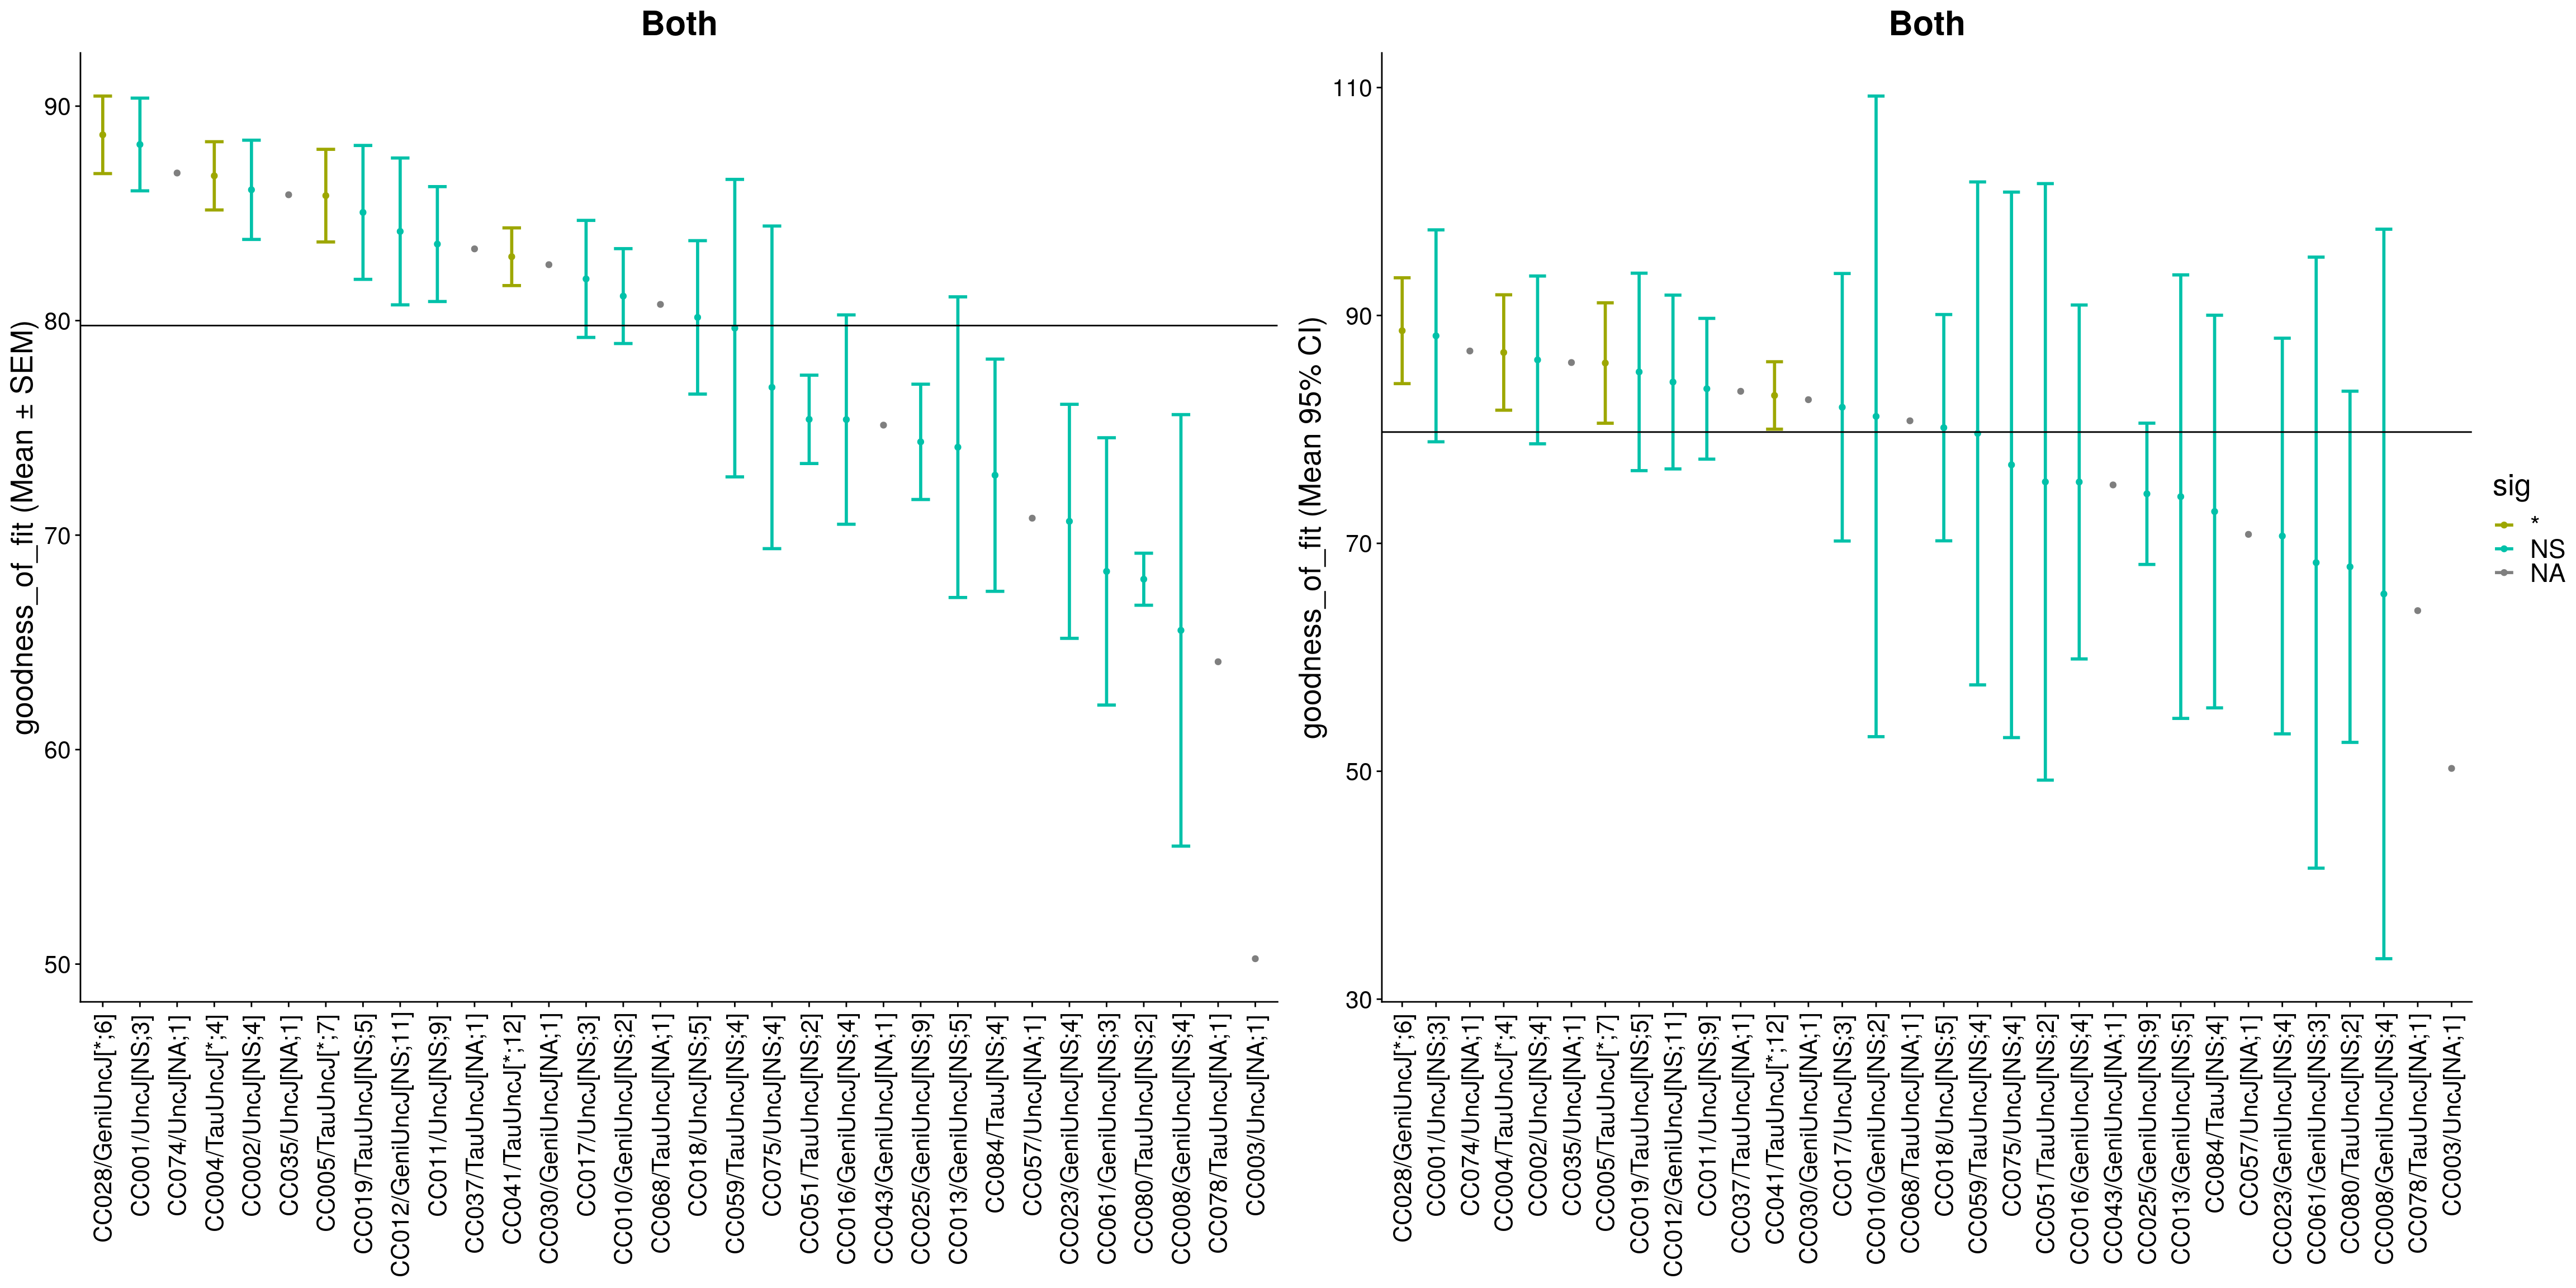 Both
goodness_of_fit (Mean ± SEM)
90
80
70
60
50
CC028/GeniUncJ[*;6]
CC001/UncJ[NS;3]
CC074/UncJ[NA;1]
CC004/TauUncJ[*;4]
CC002/UncJ[NS;4]
CC035/UncJ[NA;1]
CC005/TauUncJ[*;7]
CC019/TauUncJ[NS;5]
CC012/GeniUncJ[NS;11]
CC011/UncJ[NS;9]
CC037/TauUncJ[NA;1]
CC041/TauUncJ[*;12]
CC030/GeniUncJ[NA;1]
CC017/UncJ[NS;3]
CC010/GeniUncJ[NS;2]
CC068/TauUncJ[NA;1]
CC018/UncJ[NS;5]
CC059/TauUncJ[NS;4]
CC075/UncJ[NS;4]
CC051/TauUncJ[NS;2]
CC016/GeniUncJ[NS;4]
CC043/GeniUncJ[NA;1]
CC025/GeniUncJ[NS;9]
CC013/GeniUncJ[NS;5]
CC084/TauJ[NS;4]
CC057/UncJ[NA;1]
CC023/GeniUncJ[NS;4]
CC061/GeniUncJ[NS;3]
CC080/TauUncJ[NS;2]
CC008/GeniUncJ[NS;4]
CC078/TauUncJ[NA;1]
CC003/UncJ[NA;1]
Both
goodness_of_fit (Mean 95% CI)
110
90
70
50
30
CC028/GeniUncJ[*;6]
CC001/UncJ[NS;3]
CC074/UncJ[NA;1]
CC004/TauUncJ[*;4]
CC002/UncJ[NS;4]
CC035/UncJ[NA;1]
CC005/TauUncJ[*;7]
CC019/TauUncJ[NS;5]
CC012/GeniUncJ[NS;11]
CC011/UncJ[NS;9]
CC037/TauUncJ[NA;1]
CC041/TauUncJ[*;12]
CC030/GeniUncJ[NA;1]
CC017/UncJ[NS;3]
CC010/GeniUncJ[NS;2]
CC068/TauUncJ[NA;1]
CC018/UncJ[NS;5]
CC059/TauUncJ[NS;4]
CC075/UncJ[NS;4]
CC051/TauUncJ[NS;2]
CC016/GeniUncJ[NS;4]
CC043/GeniUncJ[NA;1]
CC025/GeniUncJ[NS;9]
CC013/GeniUncJ[NS;5]
CC084/TauJ[NS;4]
CC057/UncJ[NA;1]
CC023/GeniUncJ[NS;4]
CC061/GeniUncJ[NS;3]
CC080/TauUncJ[NS;2]
CC008/GeniUncJ[NS;4]
CC078/TauUncJ[NA;1]
CC003/UncJ[NA;1]
sig
*
NS
NA